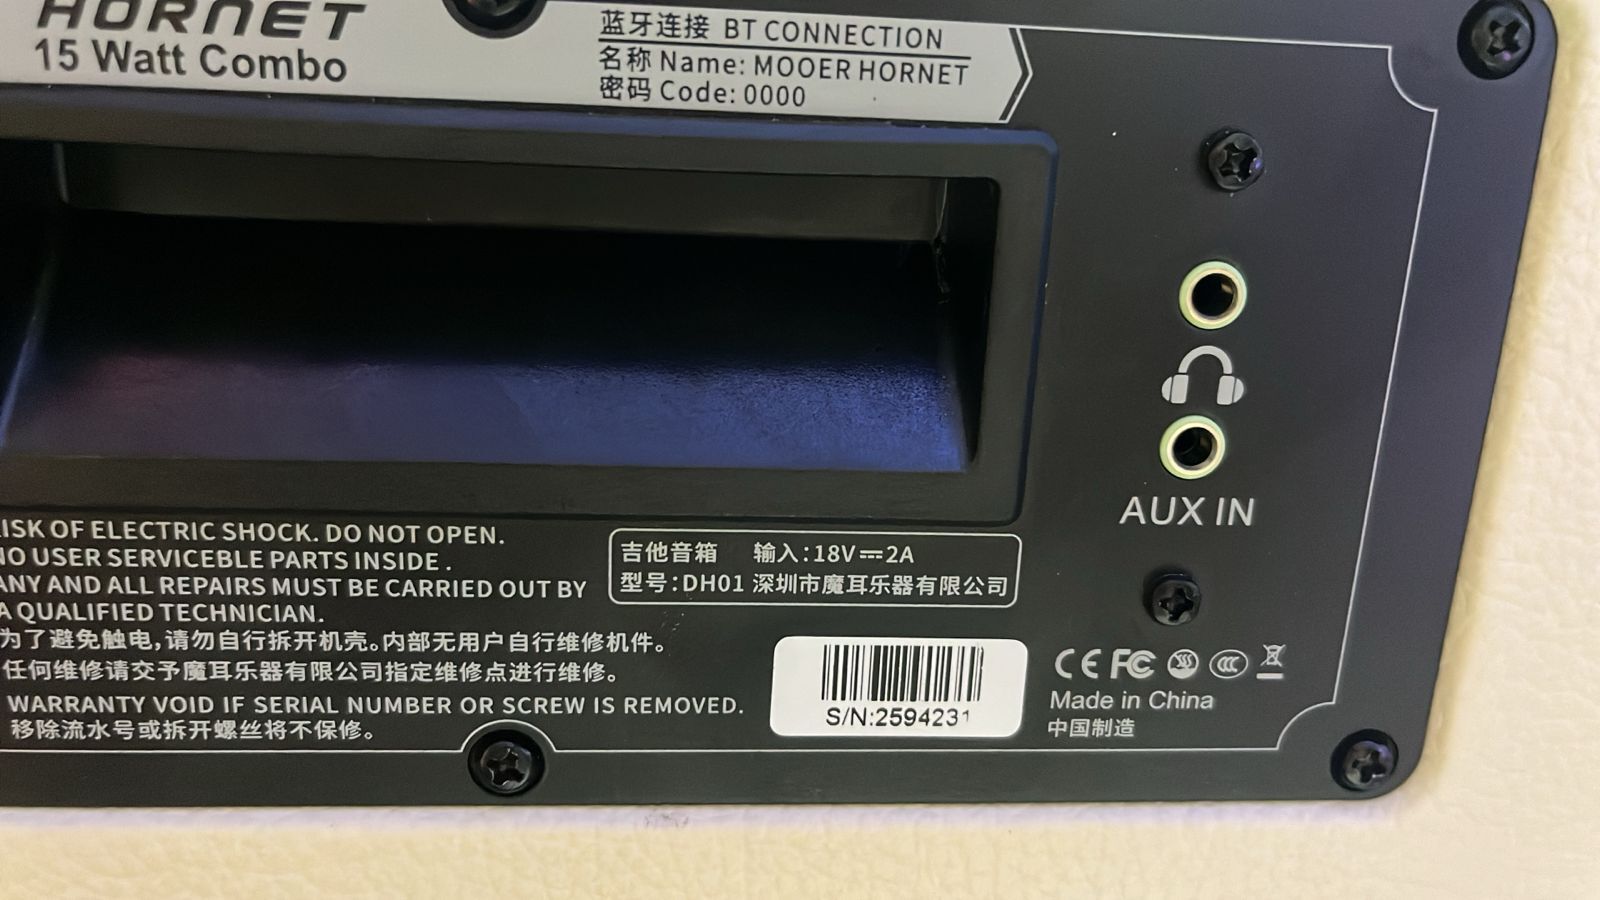 HORNET
15 Watt Combo
蓝牙连接 BT CONNECTION
名称 Name: MOOER HORNET
密码 Code: 0000
AUX IN
RISK OF ELECTRIC SHOCK. DO NOT OPEN.
NO USER SERVICEBLE PARTS INSIDE .
ANY AND ALL REPAIRS MUST BE CARRIED OUT BY
A QUALIFIED TECHNICIAN.
为了避免触电,请勿自行拆开机壳。内部无用户自行维修机件。
任何维修请交予魔耳乐器有限公司指定维修点进行维修。
WARRANTY VOID IF SERIAL NUMBER OR SCREW IS REMOVED.
移除流水号或拆开螺丝将不保修。
吉他音箱 输入:18V⎓2A
型号:DH01 深圳市魔耳乐器有限公司
S/N:2594231
CE FC CCC
Made in China
中国制造